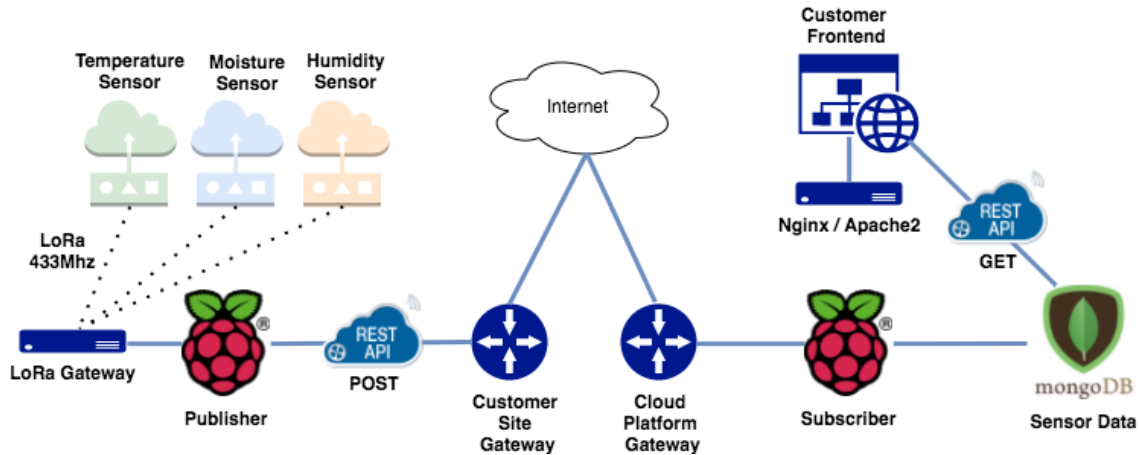 Temperature
Sensor
Moisture
Sensor
Humidity
Sensor
LoRa
433Mhz
LoRa Gateway
®
Publisher
REST
API
POST
Customer
Site
Gateway
Internet
Cloud
Platform
Gateway
®
Subscriber
Customer
Frontend
Nginx / Apache2
REST
API
GET
mongoDB
Sensor Data